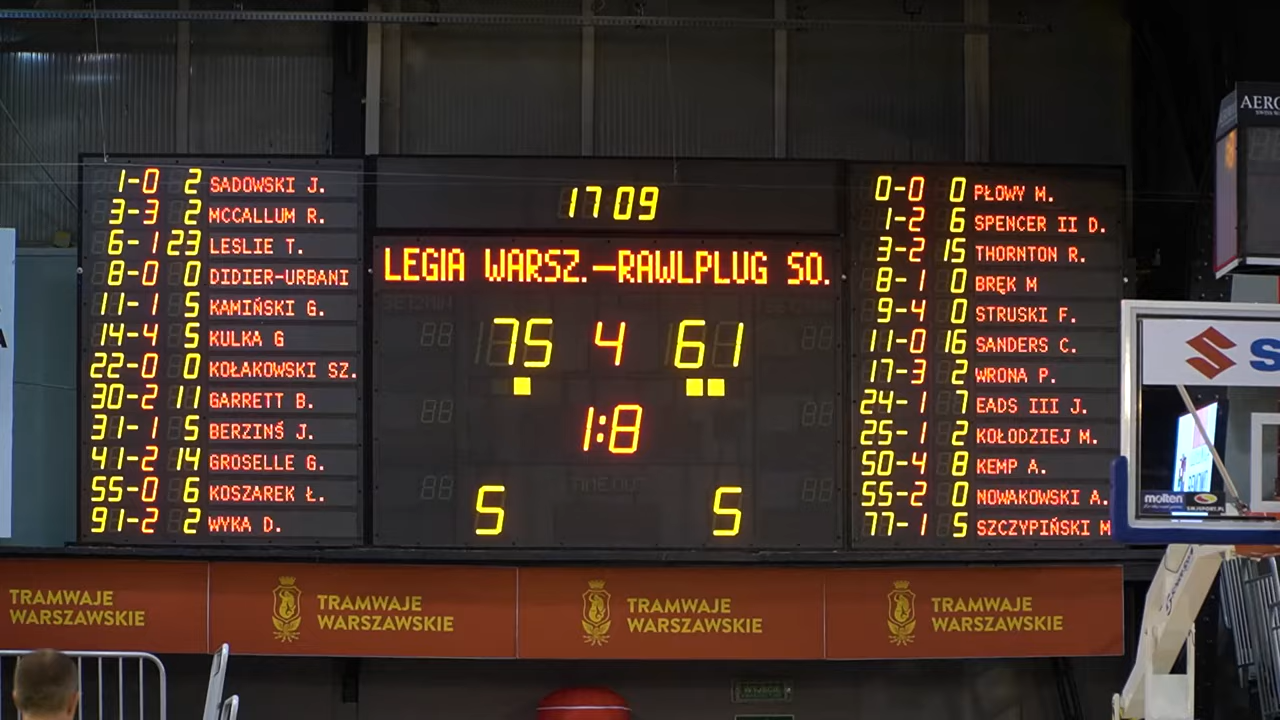 1-0 2 SADOWSKI J.
3-3 2 MCCALLUM R.
6-1 23 LESLIE T.
8-0 0 DIDIER-URBANI
11-1 5 KAMIŃSKI G.
14-4 5 KULKA G
22-0 0 KOŁAKOWSKI SZ.
30-2 11 GARRETT B.
31-1 5 BERZINŚ J.
41-2 14 GROSELLE G.
55-0 6 KOSZAREK Ł.
91-2 2 WYKA D.
17 09
LEGIA WARSZ.-RAWLPLUG SO.
75 4 61
1:8
TIME OUT
5 5
0-0 0 PŁOWY M.
1-2 6 SPENCER II D.
3-2 15 THORNTON R.
8-1 0 BRĘK M
9-4 0 STRUSKI F.
11-0 16 SANDERS C.
17-3 2 WRONA P.
24-1 7 EADS III J.
25-1 2 KOŁODZIEJ M.
50-4 8 KEMP A.
55-2 0 NOWAKOWSKI A.
77-1 5 SZCZYPIŃSKI M
AERO
S
molten
TRAMWAJE
WARSZAWSKIE
TRAMWAJE
WARSZAWSKIE
TRAMWAJE
WARSZAWSKIE
TRAMWAJE
WARSZAWSKIE
WYJŚCIE